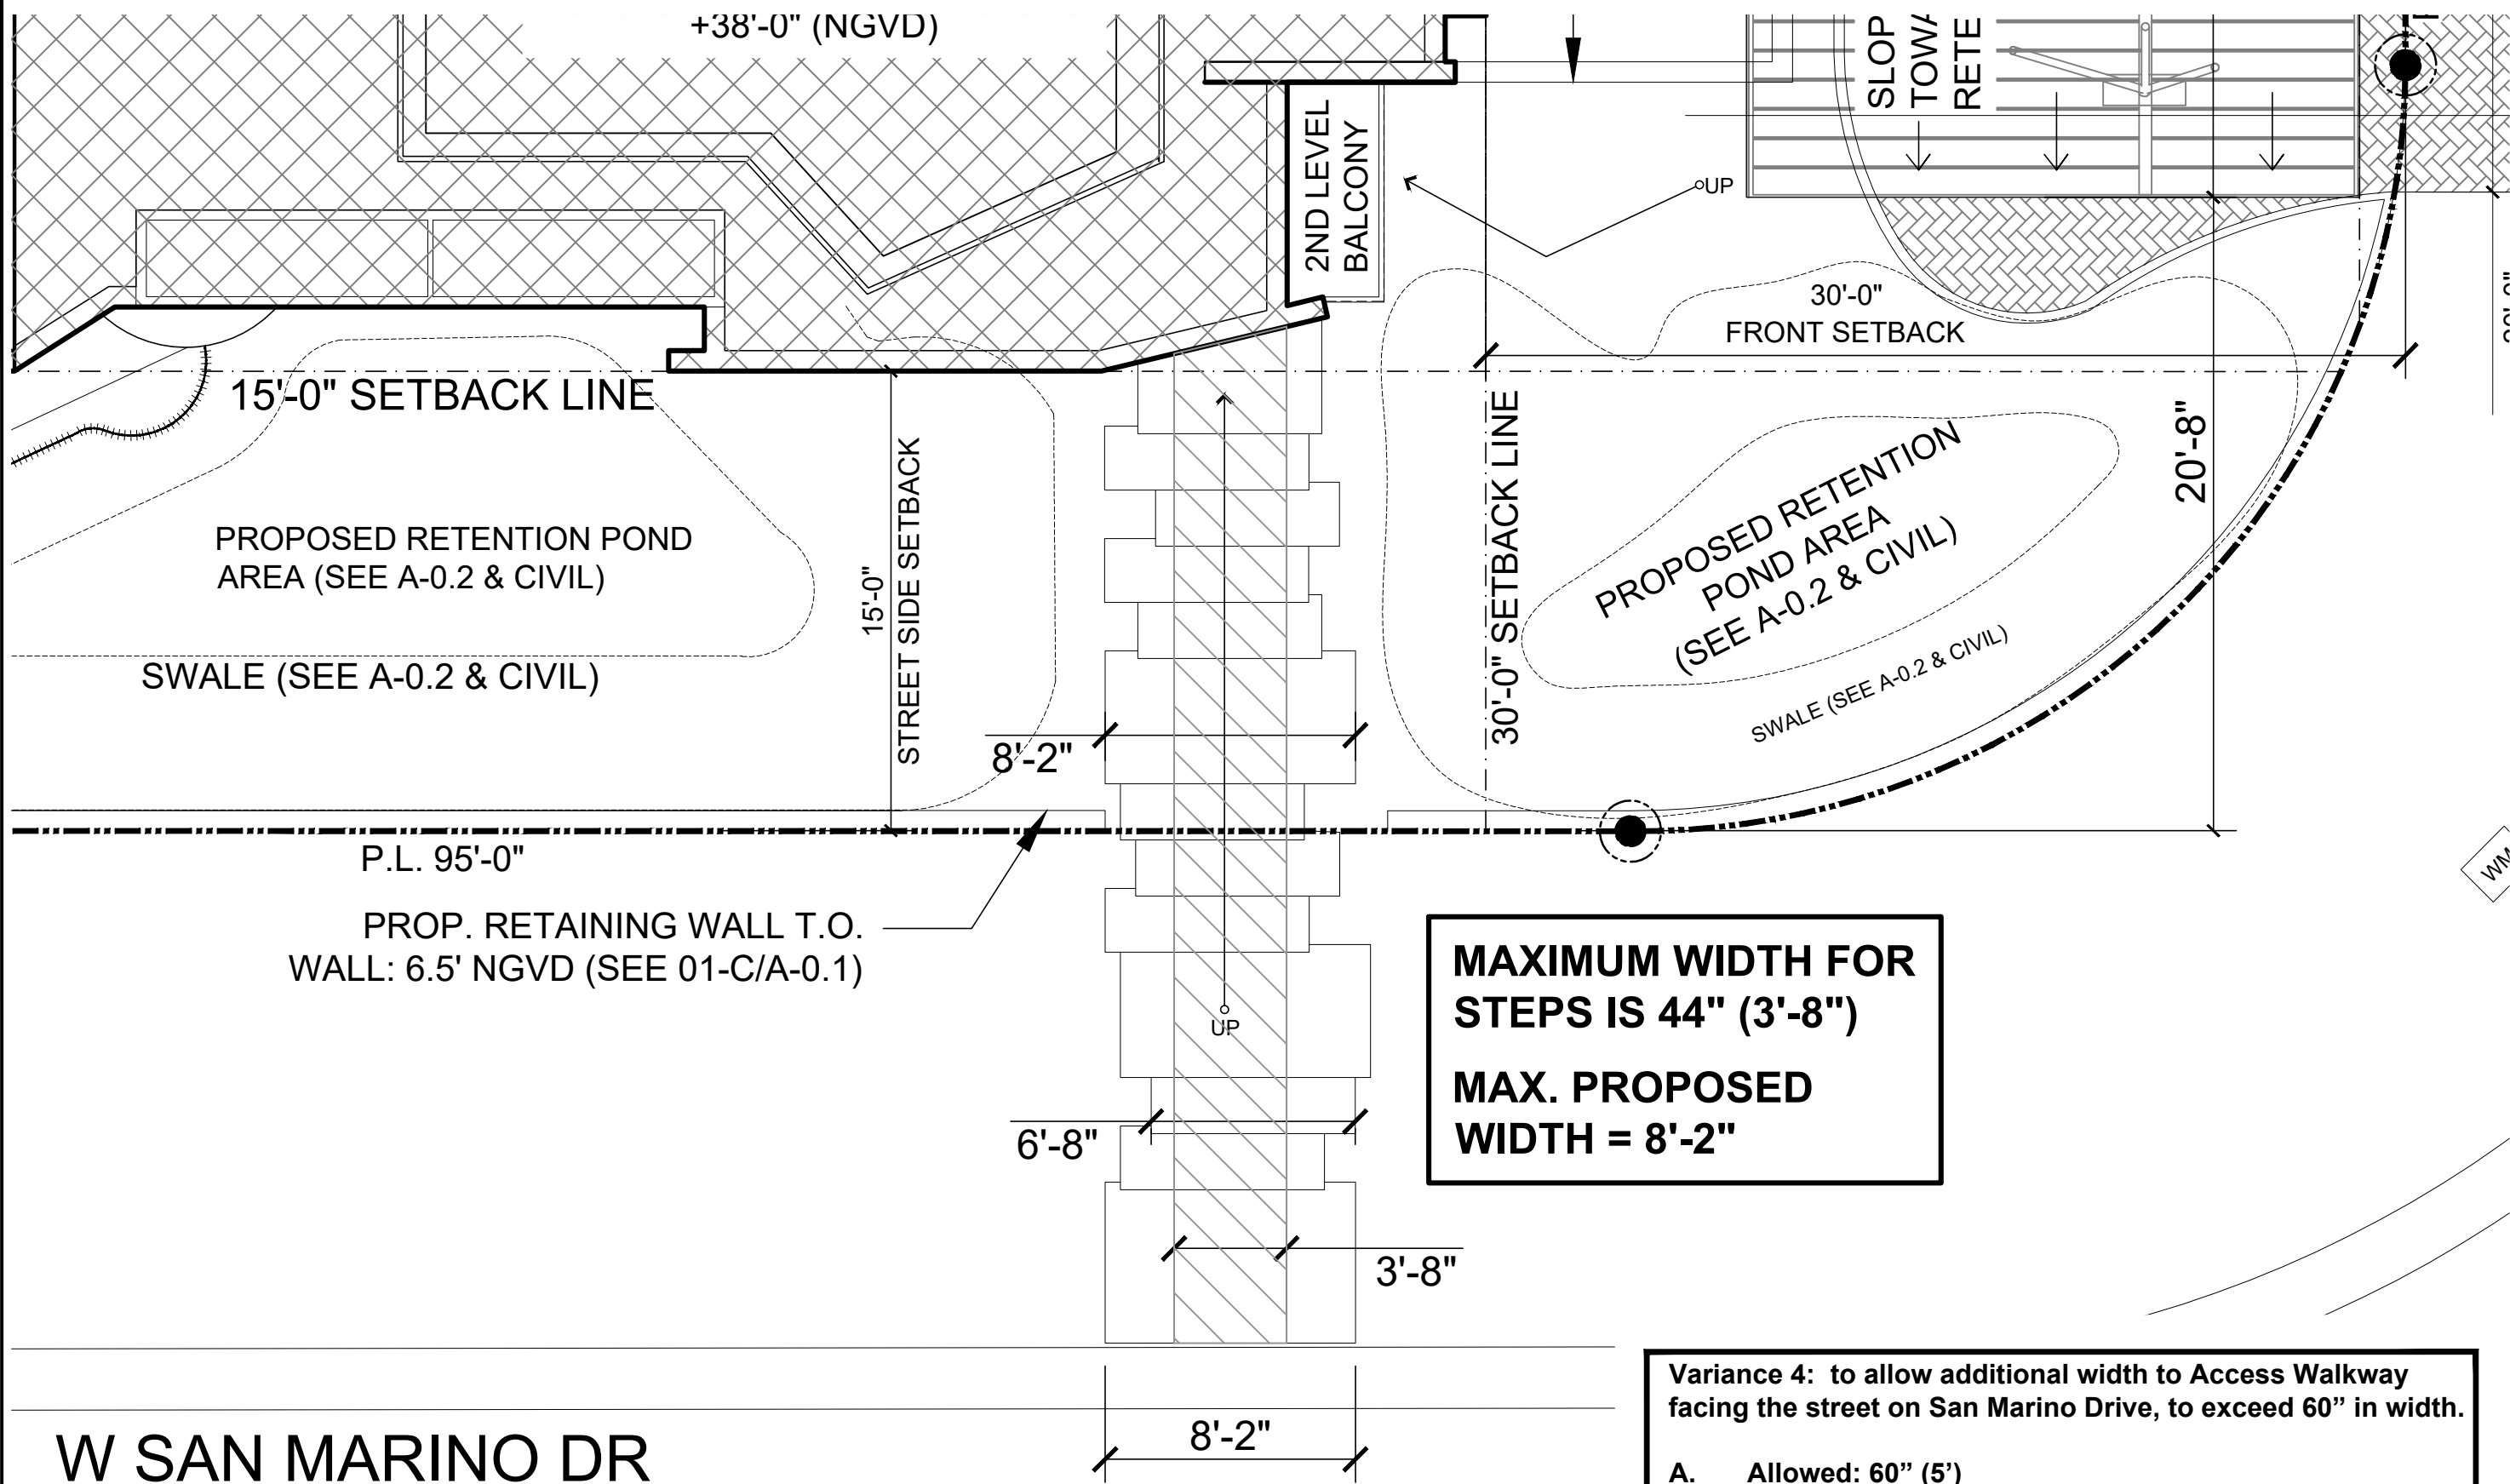 +38'-0" (NGVD)
SLOP
TOWA
RETE
2ND LEVEL
BALCONY
UP
30'-0"
FRONT SETBACK
15'-0" SETBACK LINE
PROPOSED RETENTION POND
AREA (SEE A-0.2 & CIVIL)
SWALE (SEE A-0.2 & CIVIL)
15'-0"
STREET SIDE SETBACK
30'-0" SETBACK LINE
PROPOSED RETENTION
POND AREA
(SEE A-0.2 & CIVIL)
SWALE (SEE A-0.2 & CIVIL)
20'-8"
8'-2"
P.L. 95'-0"
PROP. RETAINING WALL T.O.
WALL: 6.5' NGVD (SEE 01-C/A-0.1)
WM
UP
MAXIMUM WIDTH FOR
STEPS IS 44" (3'-8")
MAX. PROPOSED
WIDTH = 8'-2"
6'-8"
3'-8"
8'-2"
W SAN MARINO DR
Variance 4: to allow additional width to Access Walkway
facing the street on San Marino Drive, to exceed 60” in width.
A. Allowed: 60” (5’)